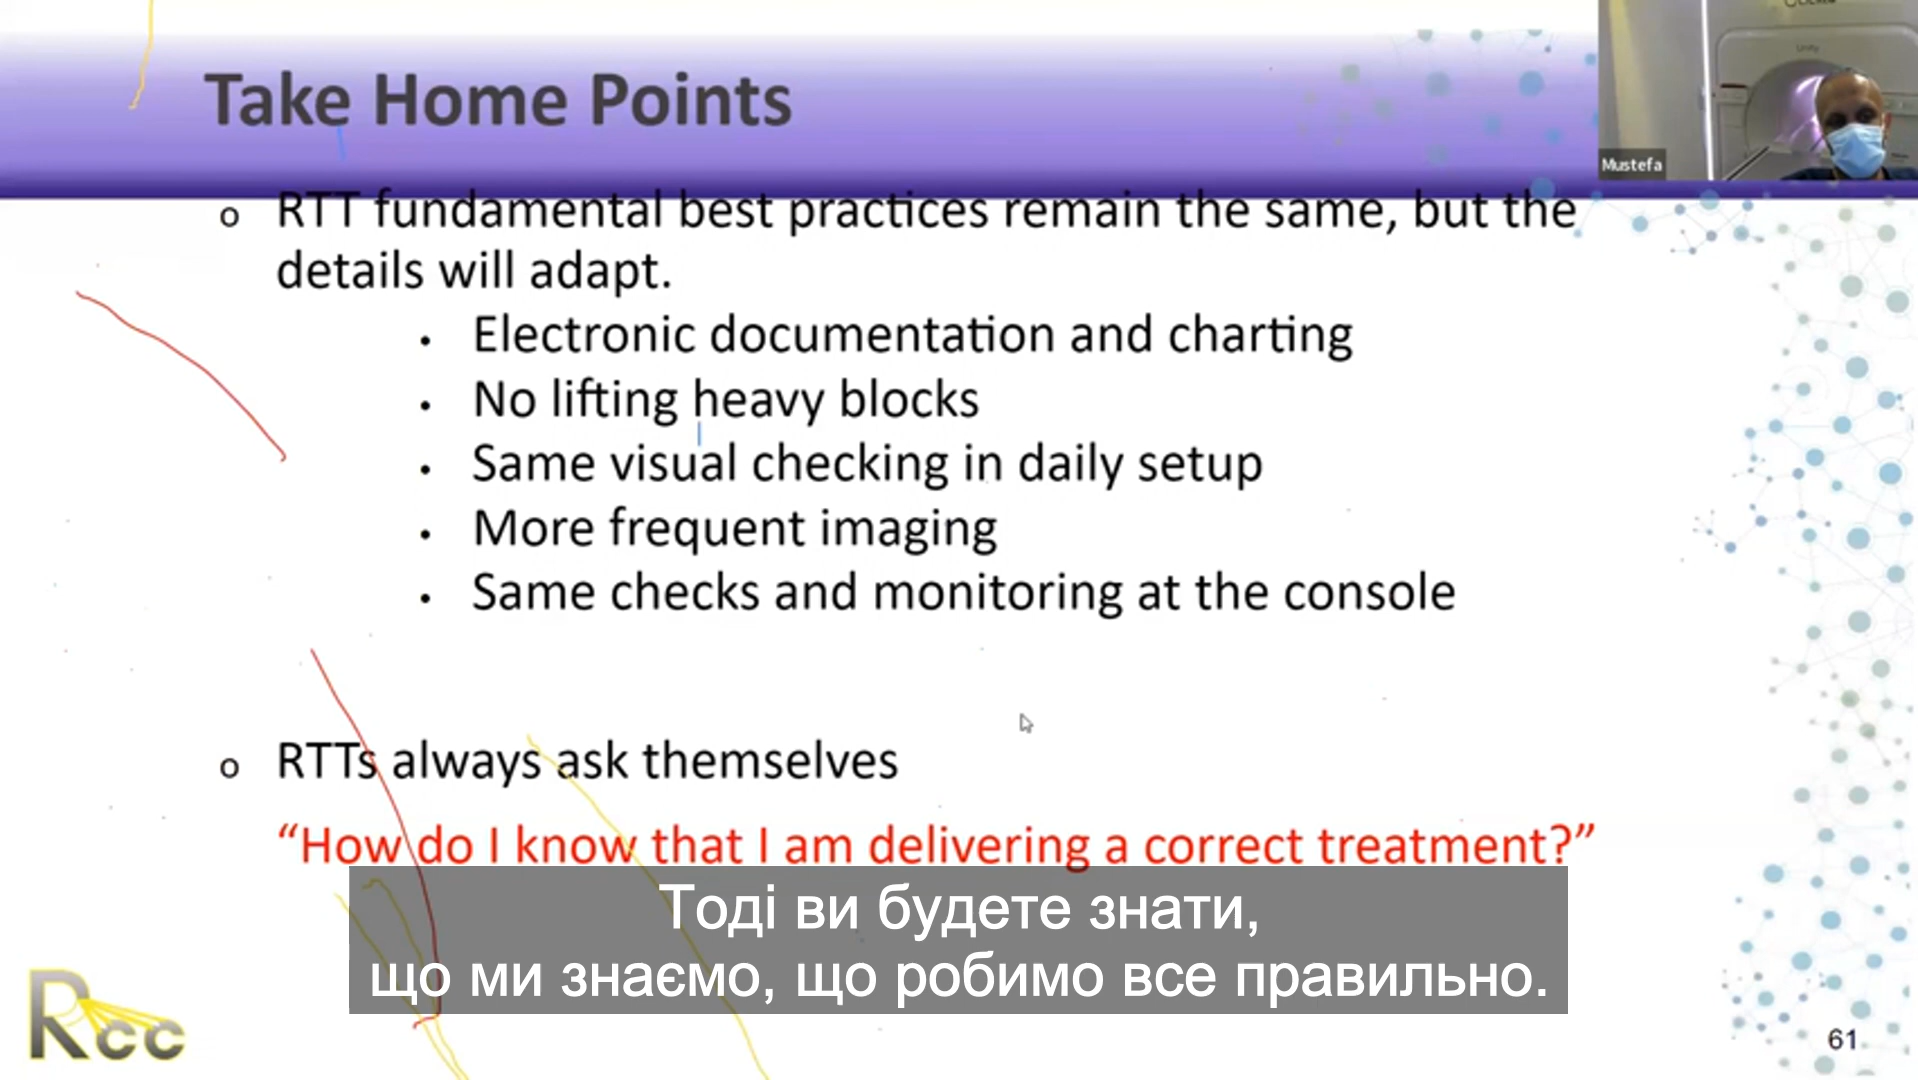 Take Home Points
Unity
Mustefa
o RTT fundamental best practices remain the same, but the
details will adapt.
• Electronic documentation and charting
• No lifting heavy blocks
• Same visual checking in daily setup
• More frequent imaging
• Same checks and monitoring at the console
o RTTs always ask themselves
“How do I know that I am delivering a correct treatment?”
Тоді ви будете знати,
що ми знаємо, що робимо все правильно.
Rcc
61